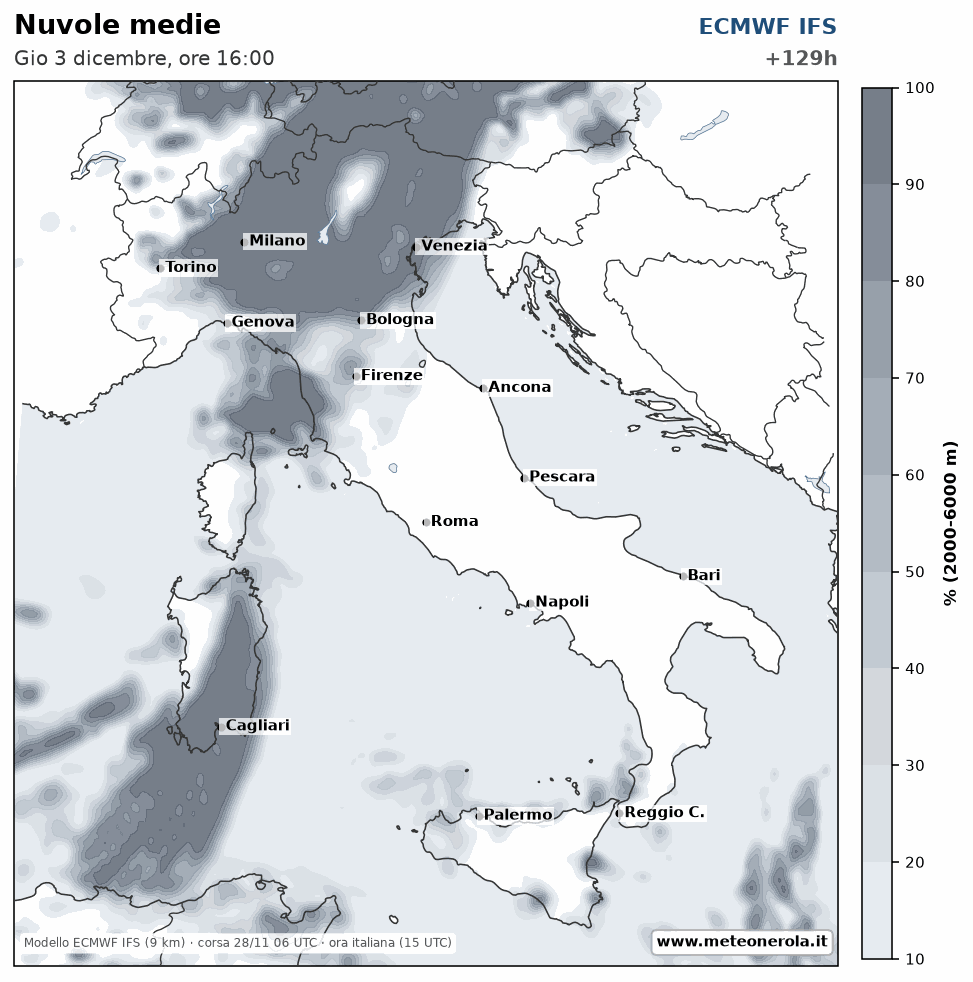 Nuvole medie
ECMWF IFS
Gio 3 dicembre, ore 16:00
+129h
100
90
80
70
60
50
40
30
20
10
% (2000-6000 m)
Milano
Venezia
Torino
Genova
Bologna
Firenze
Ancona
Pescara
Roma
Bari
Napoli
Cagliari
Palermo
Reggio C.
Modello ECMWF IFS (9 km) · corsa 28/11 06 UTC · ora italiana (15 UTC)
www.meteonerola.it